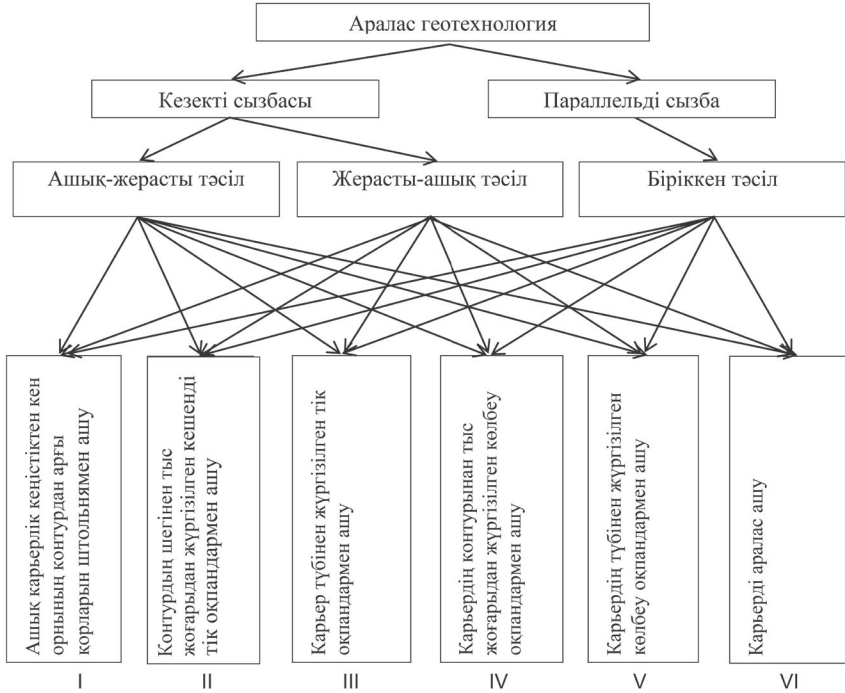 Аралас геотехнология
Кезекті сызбасы
Параллельді сызба
Ашық-жерасты тәсіл
Жерасты-ашық тәсіл
Біріккен тәсіл
Ашық карьерлік кеңістіктен кен
орнының контурдан арғы
қорларын штольнямен ашу
Контурдың шегінен тыс
жоғарыдан жүргізілген кешенді
тік оқпандармен ашу
Карьер түбінен жүргізілген тік
оқпандармен ашу
Карьердің контурынан тыс
жоғарыдан жүргізілген көлбеу
оқпандармен ашу
Карьердің түбінен жүргізілген
көлбеу оқпандармен ашу
Карьерді аралас ашу
I
II
III
IV
V
VI